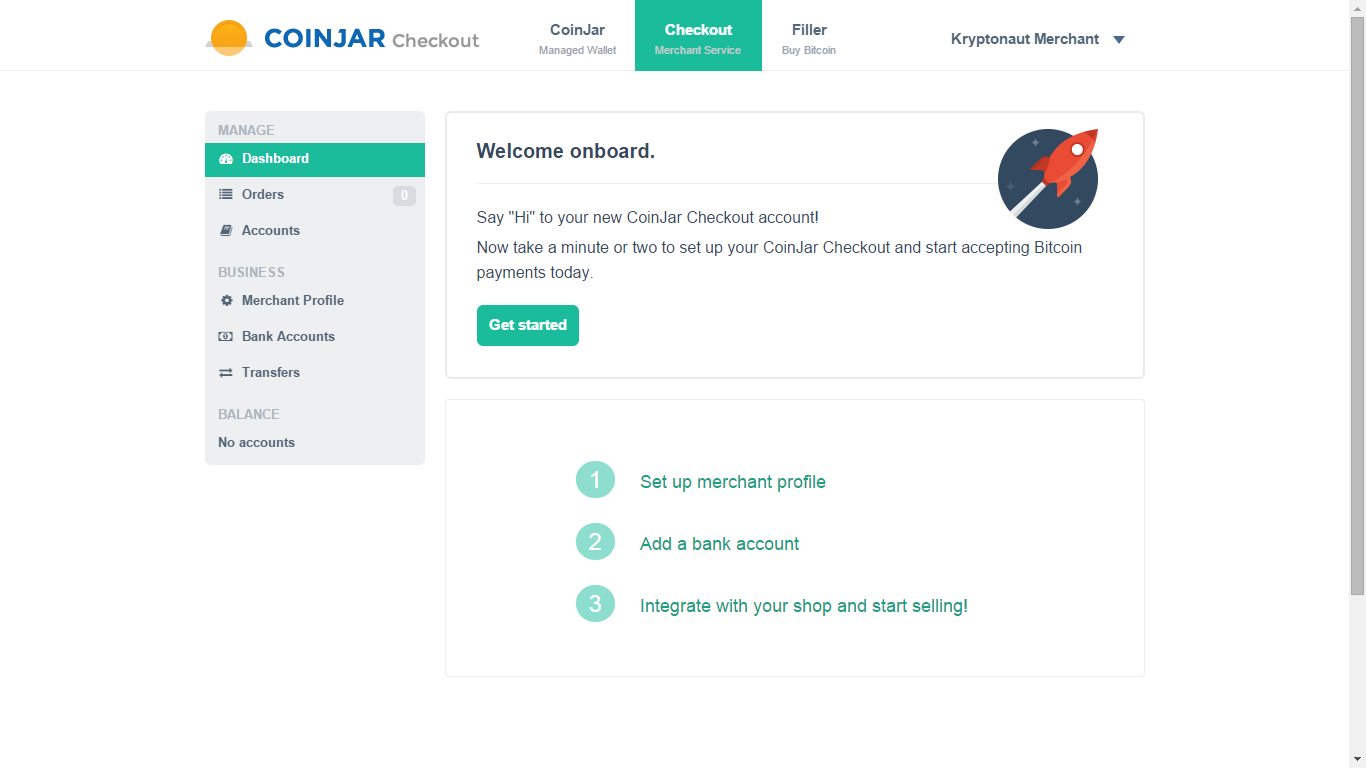 COINJAR Checkout
CoinJar
Managed Wallet
Checkout
Merchant Service
Filler
Buy Bitcoin
Kryptonaut Merchant
MANAGE
Dashboard
Orders 0
Accounts
BUSINESS
Merchant Profile
Bank Accounts
Transfers
BALANCE
No accounts
Welcome onboard.
Say "Hi" to your new CoinJar Checkout account!
Now take a minute or two to set up your CoinJar Checkout and start accepting Bitcoin
payments today.
Get started
1 Set up merchant profile
2 Add a bank account
3 Integrate with your shop and start selling!